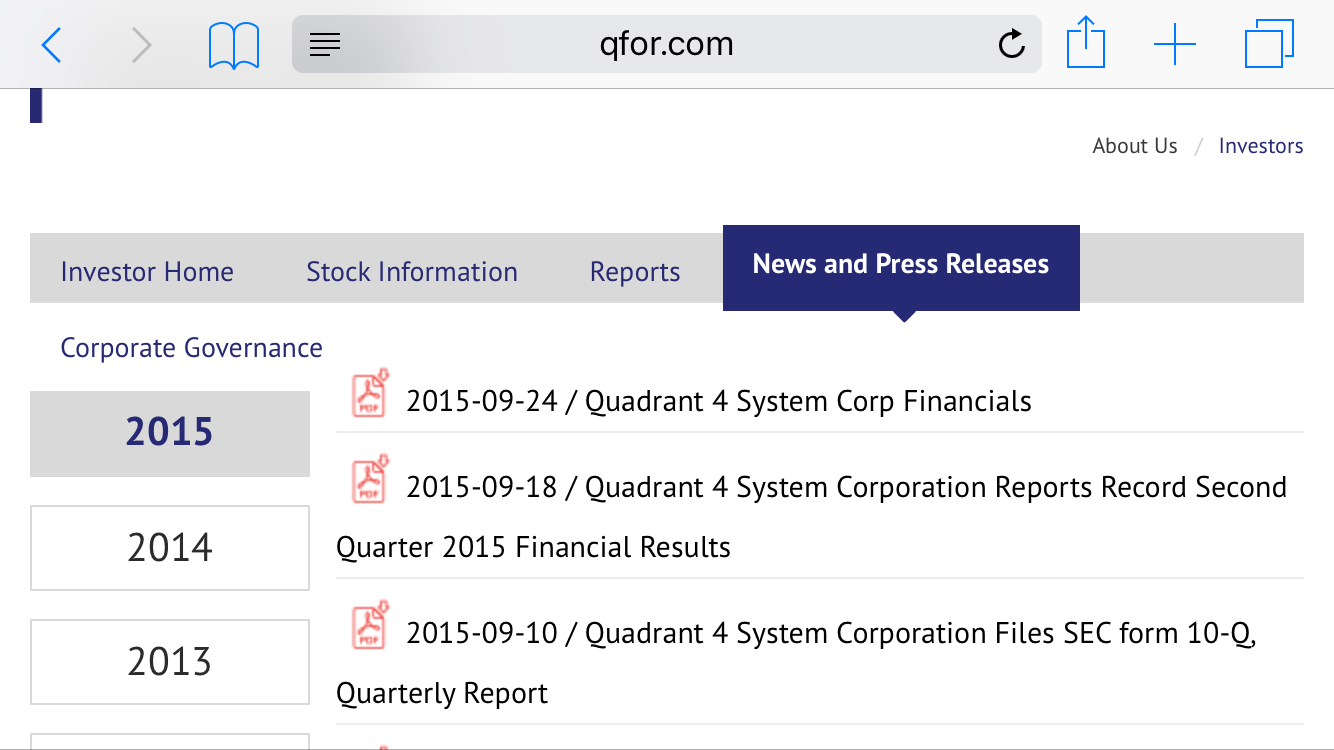 qfor.com
About Us / Investors
Investor Home Stock Information Reports News and Press Releases
Corporate Governance
2015
2014
2013
PDF 2015-09-24 / Quadrant 4 System Corp Financials
PDF 2015-09-18 / Quadrant 4 System Corporation Reports Record Second
Quarter 2015 Financial Results
PDF 2015-09-10 / Quadrant 4 System Corporation Files SEC form 10-Q,
Quarterly Report